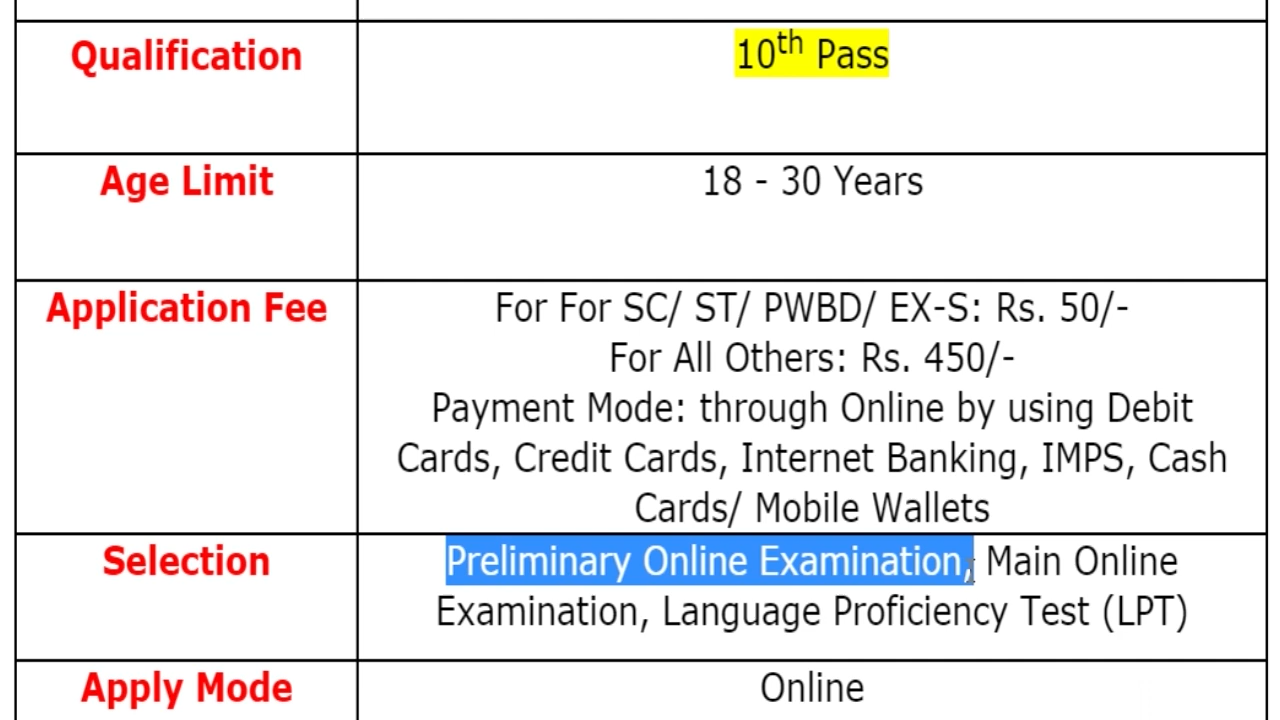 Qualification
10th Pass
Age Limit
18 - 30 Years
Application Fee
For For SC/ ST/ PWBD/ EX-S: Rs. 50/-
For All Others: Rs. 450/-
Payment Mode: through Online by using Debit
Cards, Credit Cards, Internet Banking, IMPS, Cash
Cards/ Mobile Wallets
Selection
Preliminary Online Examination, Main Online
Examination, Language Proficiency Test (LPT)
Apply Mode
Online